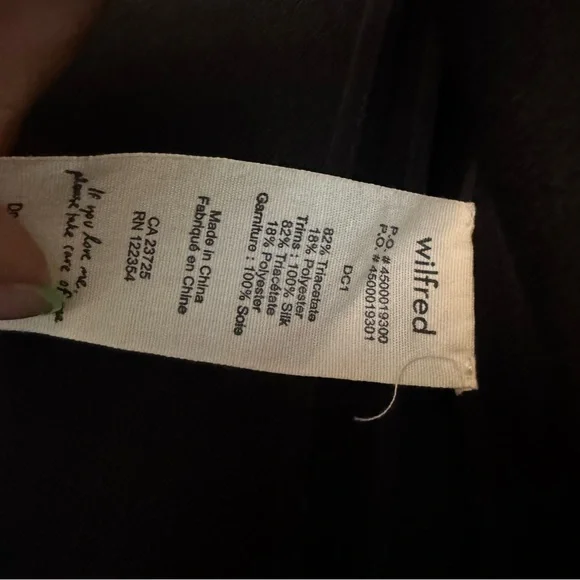 wilfred
P.O. # 4500019300
P.O. # 4500019301
DC1
82% Triacetate
18% Polyester
Trims : 100% Silk
82% Triacétate
18% Polyester
Garniture : 100% Soie
Made in China
Fabriqué en Chine
CA 23725
RN 122354
If you love me,
please take care of me